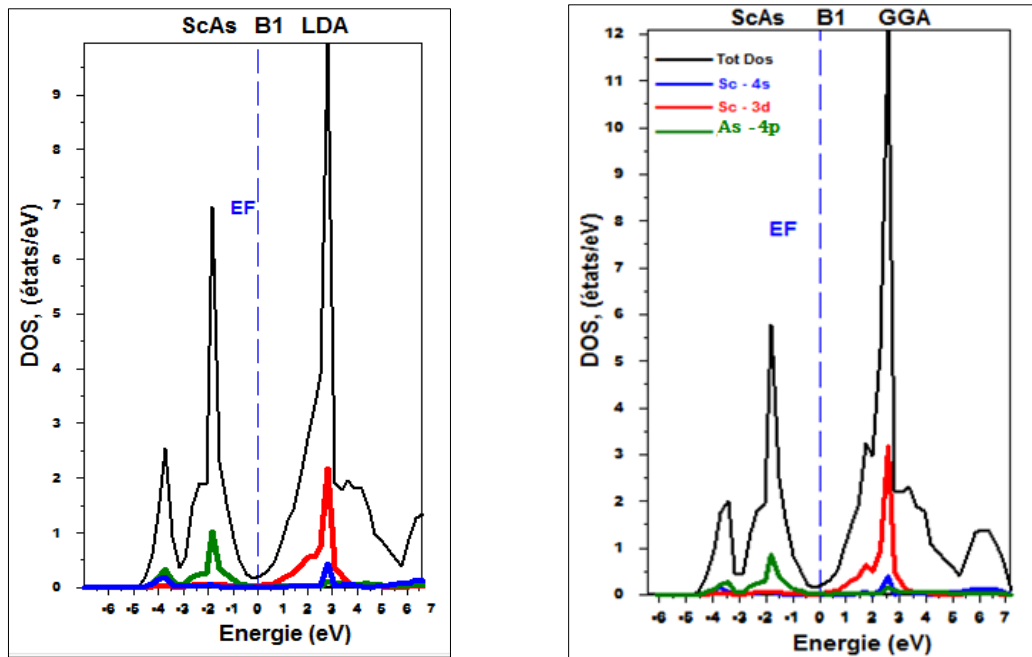 ScAs B1 LDA
9
8
7
6
5
4
3
2
1
0
DOS, (états/eV)
EF
-6 -5 -4 -3 -2 -1 0 1 2 3 4 5 6 7
Energie (eV)
ScAs B1 GGA
12
11
10
9
8
7
6
5
4
3
2
1
0
DOS, (états/eV)
Tot Dos
Sc - 4s
Sc - 3d
As -4p
EF
-6 -5 -4 -3 -2 -1 0 1 2 3 4 5 6 7
Energie (eV)